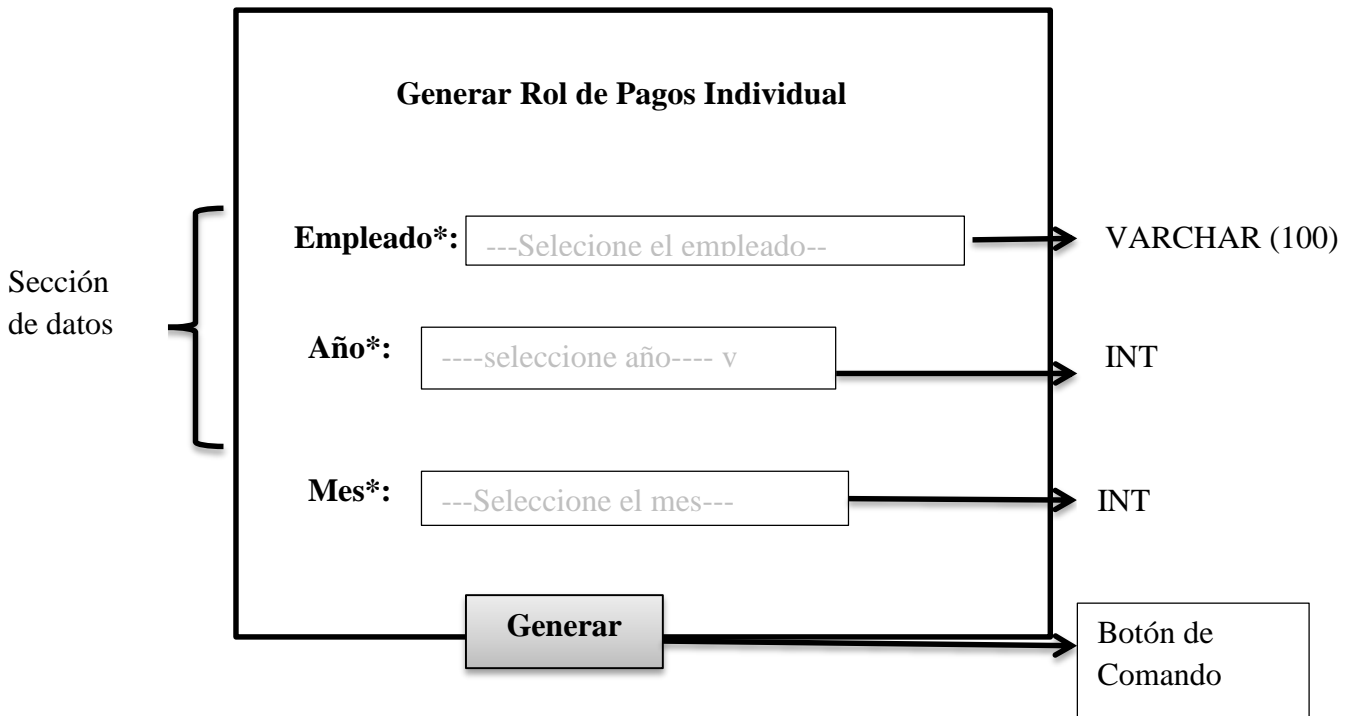 Generar Rol de Pagos Individual
Empleado*:
---Selecione el empleado--
VARCHAR (100)
Sección
de datos
Año*:
----seleccione año---- v
INT
Mes*:
---Seleccione el mes---
INT
Generar
Botón de
Comando